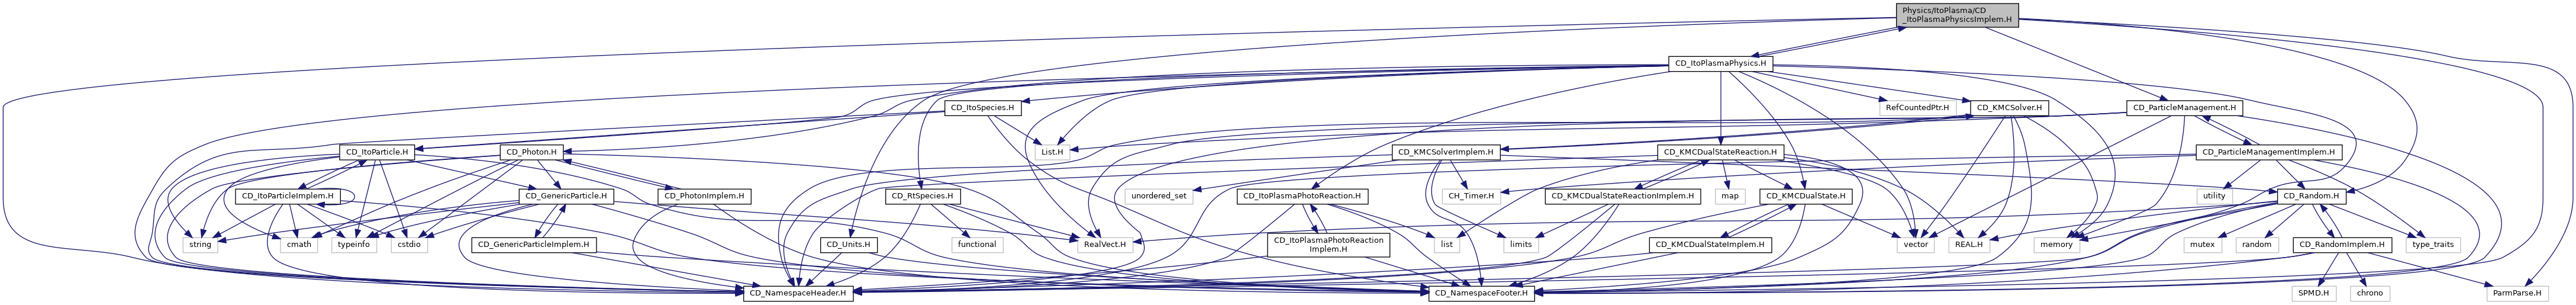 Physics/ItoPlasma/CD
_ItoPlasmaPhysicsImplem.H
CD_ItoPlasmaPhysics.H
CD_ItoSpecies.H
RefCountedPtr.H
CD_KMCSolver.H
CD_ParticleManagement.H
CD_ItoParticle.H
CD_Photon.H
List.H
CD_KMCSolverImplem.H
CD_KMCDualStateReaction.H
CD_ParticleManagementImplem.H
CD_ItoParticleImplem.H
CD_GenericParticle.H
CD_PhotonImplem.H
CD_RtSpecies.H
unordered_set
CD_ItoPlasmaPhotoReaction.H
CH_Timer.H
CD_KMCDualStateReactionImplem.H
map
CD_KMCDualState.H
utility
CD_Random.H
string
cmath
typeinfo
cstdio
CD_GenericParticleImplem.H
CD_Units.H
functional
RealVect.H
CD_ItoPlasmaPhotoReaction
Implem.H
list
limits
CD_KMCDualStateImplem.H
vector
REAL.H
memory
mutex
random
CD_RandomImplem.H
type_traits
CD_NamespaceHeader.H
CD_NamespaceFooter.H
SPMD.H
chrono
ParmParse.H